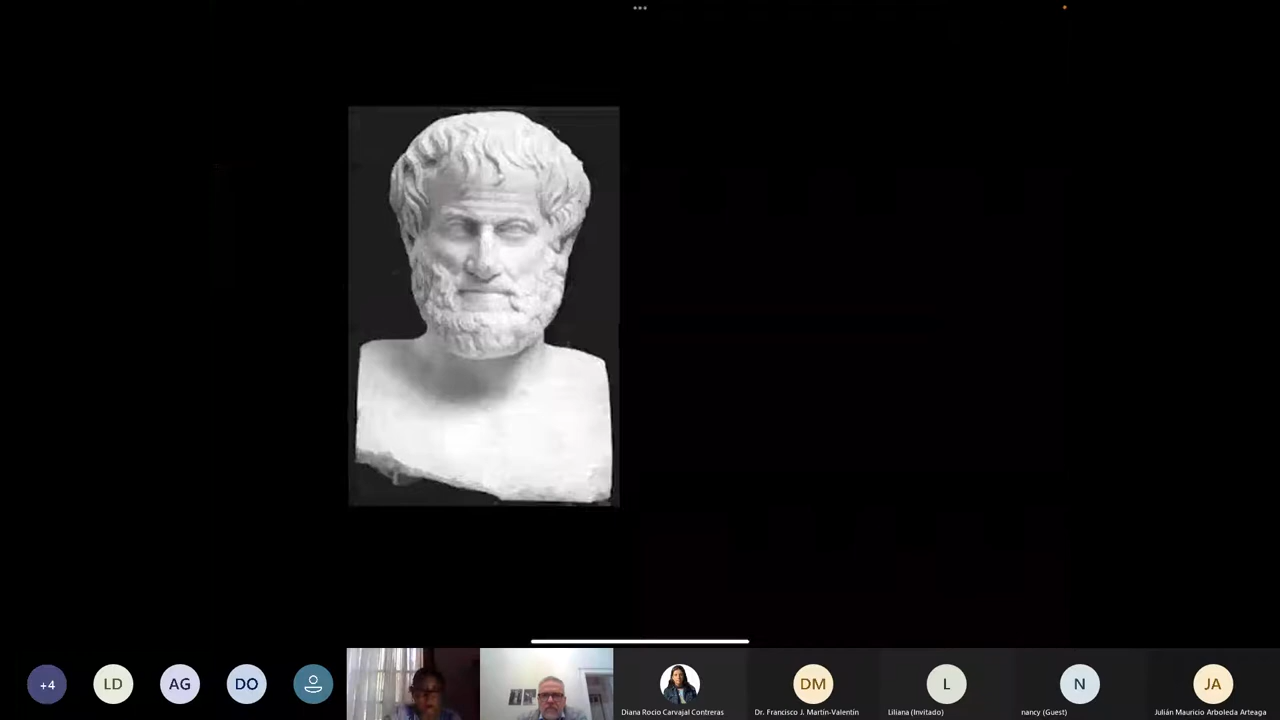 +4
LD
AG
DO
Diana Rocio Carvajal Contreras
DM
Dr. Francisco J. Martín-Valentín
L
Liliana (Invitado)
N
nancy (Guest)
JA
Julián Mauricio Arboleda Arteaga